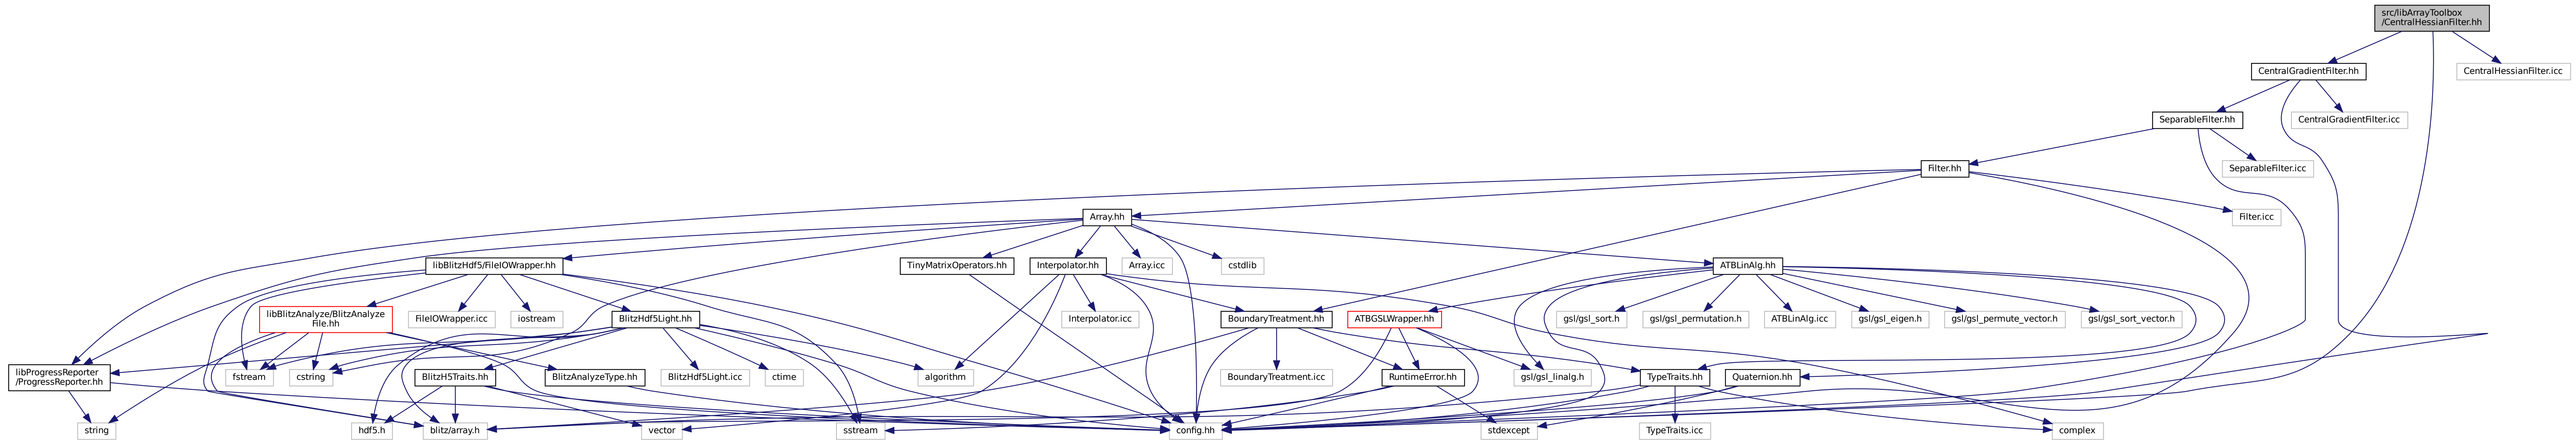 src/libArrayToolbox
/CentralHessianFilter.hh
CentralGradientFilter.hh
CentralHessianFilter.icc
SeparableFilter.hh
CentralGradientFilter.icc
Filter.hh
SeparableFilter.icc
Array.hh
Filter.icc
libBlitzHdf5/FileIOWrapper.hh
TinyMatrixOperators.hh
Interpolator.hh
Array.icc
cstdlib
ATBLinAlg.hh
libBlitzAnalyze/BlitzAnalyze
File.hh
FileIOWrapper.icc
iostream
BlitzHdf5Light.hh
Interpolator.icc
BoundaryTreatment.hh
ATBGSLWrapper.hh
gsl/gsl_sort.h
gsl/gsl_permutation.h
ATBLinAlg.icc
gsl/gsl_eigen.h
gsl/gsl_permute_vector.h
gsl/gsl_sort_vector.h
libProgressReporter
/ProgressReporter.hh
fstream
cstring
BlitzH5Traits.hh
BlitzAnalyzeType.hh
BlitzHdf5Light.icc
ctime
algorithm
BoundaryTreatment.icc
RuntimeError.hh
gsl/gsl_linalg.h
TypeTraits.hh
Quaternion.hh
string
hdf5.h
blitz/array.h
vector
sstream
config.hh
stdexcept
TypeTraits.icc
complex